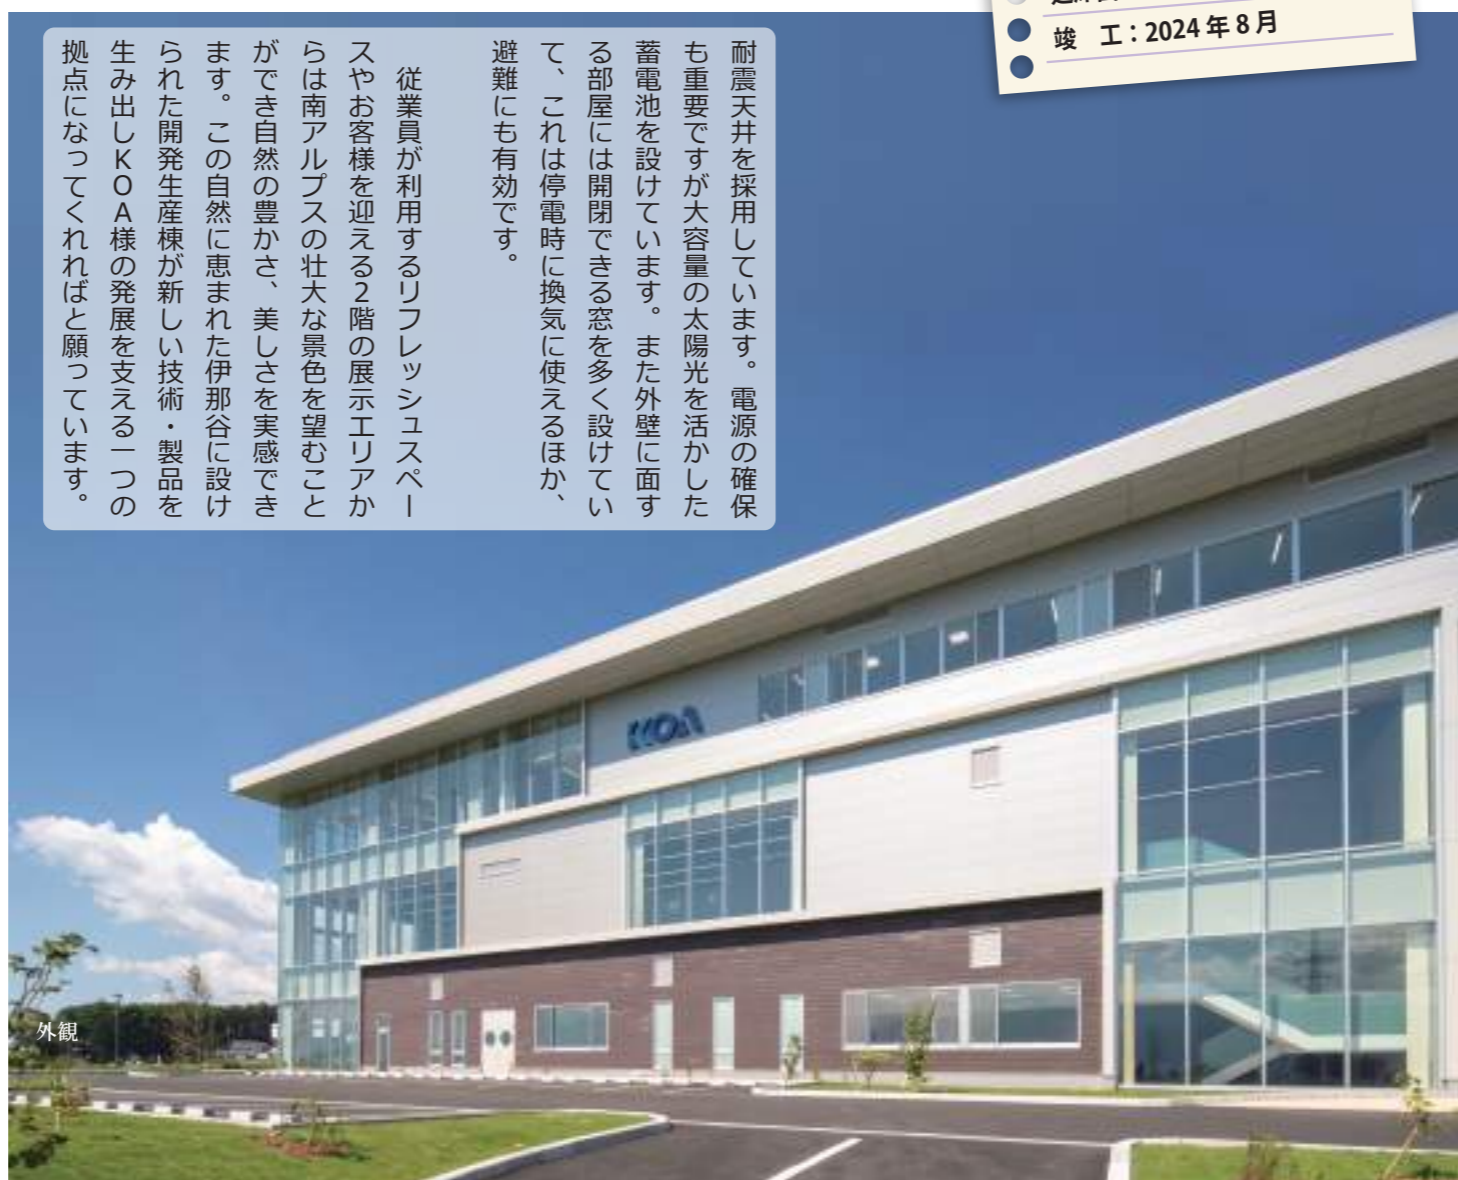 竣 工：2024年8月
耐震天井を採用しています。電源の確保
も重要ですが大容量の太陽光を活かした
蓄電池を設けています。また外壁に面す
る部屋には開閉できる窓を多く設けてい
て、これは停電時に換気に使えるほか、
避難にも有効です。
従業員が利用するリフレッシュスペー
スやお客様を迎える2階の展示エリアか
らは南アルプスの壮大な景色を望むこと
ができ自然の豊かさ、美しさを実感でき
ます。この自然に恵まれた伊那谷に設け
られた開発生産棟が新しい技術・製品を
生み出しKOA様の発展を支える一つの
拠点になってくれればと願っています。
KOA
外観